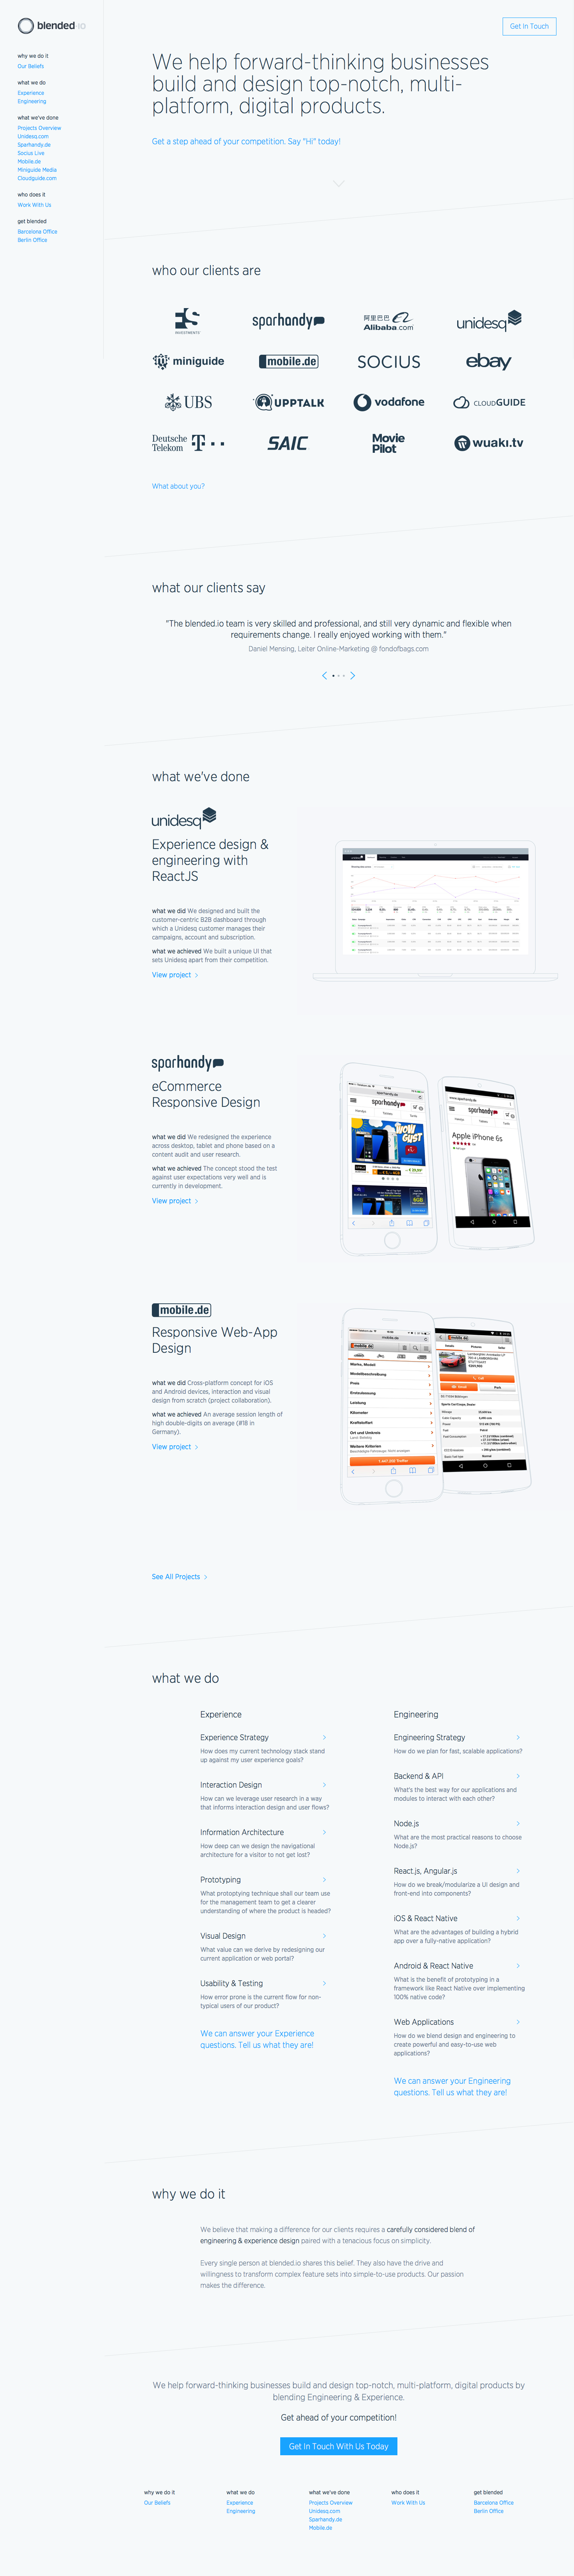 blended io
Get In Touch
why we do it
Our Beliefs
what we do
Experience
Engineering
what we've done
Projects Overview
Unidesq.com
Sparhandy.de
Socius Live
Mobile.de
Miniguide Media
Cloudguide.com
who does it
Work With Us
get blended
Barcelona Office
Berlin Office
We help forward-thinking businesses
build and design top-notch, multi-
platform, digital products.
Get a step ahead of your competition. Say "Hi" today!
who our clients are
INVESTMENTS
sparhandy
阿里巴巴
Alibaba.com
unidesq
miniguide
mobile.de
SOCIUS
ebay
UBS
UPPTALK
vodafone
CLOUDGUIDE
Deutsche
Telekom
T
SAIC
Movie
Pilot
wuaki.tv
What about you?
what our clients say
"The blended.io team is very skilled and professional, and still very dynamic and flexible when
requirements change. I really enjoyed working with them."
Daniel Mensing, Leiter Online-Marketing @ fondofbags.com
what we've done
unidesq
Experience design &
engineering with
ReactJS
what we did We designed and built the
customer-centric B2B dashboard through
which a Unidesq customer manages their
campaigns, account and subscription.
what we achieved We built a unique UI that
sets Unidesq apart from their competition.
View project
sparhandy
eCommerce
Responsive Design
what we did We redesigned the experience
across desktop, tablet and phone based on a
content audit and user research.
what we achieved The concept stood the test
against user expectations very well and is
currently in development.
View project
sparhandy
sparhandy
Apple iPhone 6s
mobile.de
Responsive Web-App
Design
what we did Cross-platform concept for iOS
and Android devices, interaction and visual
design from scratch (project collaboration).
what we achieved An average session length of
high double-digits on average (#18 in
Germany).
View project
Marke, Modell
Modellbeschreibung
Preis
Erstzulassung
Leistung
Kilometer
Kraftstoffart
Ort und Umkreis
Weitere Kriterien
See All Projects
what we do
Experience
Experience Strategy
How does my current technology stack stand
up against my user experience goals?
Interaction Design
How can we leverage user research in a way
that informs interaction design and user flows?
Information Architecture
How deep can we design the navigational
architecture for a visitor to not get lost?
Prototyping
What protoptying technique shall our team use
for the management team to get a clearer
understanding of where the product is headed?
Visual Design
What value can we derive by redesigning our
current application or web portal?
Usability & Testing
How error prone is the current flow for non-
typical users of our product?
We can answer your Experience
questions. Tell us what they are!
Engineering
Engineering Strategy
How do we plan for fast, scalable applications?
Backend & API
What's the best way for our applications and
modules to interact with each other?
Node.js
What are the most practical reasons to choose
Node.js?
React.js, Angular.js
How do we break/modularize a UI design and
front-end into components?
iOS & React Native
What are the advantages of building a hybrid
app over a fully-native application?
Android & React Native
What is the benefit of prototyping in a
framework like React Native over implementing
100% native code?
Web Applications
How do we blend design and engineering to
create powerful and easy-to-use web
applications?
We can answer your Engineering
questions. Tell us what they are!
why we do it
We believe that making a difference for our clients requires a carefully considered blend of
engineering & experience design paired with a tenacious focus on simplicity.
Every single person at blended.io shares this belief. They also have the drive and
willingness to transform complex feature sets into simple-to-use products. Our passion
makes the difference.
We help forward-thinking businesses build and design top-notch, multi-platform, digital products by
blending Engineering & Experience.
Get ahead of your competition!
Get In Touch With Us Today
why we do it
Our Beliefs
what we do
Experience
Engineering
what we've done
Projects Overview
Unidesq.com
Sparhandy.de
Mobile.de
who does it
Work With Us
get blended
Barcelona Office
Berlin Office